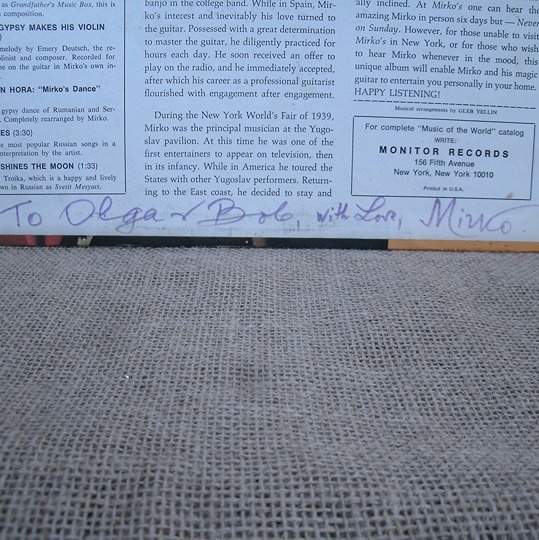 as Grandfather's Music Box, this is
composition.
GYPSY MAKES HIS VIOLIN
melody by Emery Deutsch, the re-
linist and composer. Recorded for
e on the guitar in Mirko's own in-
N HORA: "Mirko's Dance"
gypsy dance of Rumanian and Ser-
Completely rearranged by Mirko.
ES (3:30)
e most popular Russian songs in a
nterpretation by the artist.
SHINES THE MOON (1:33)
Troika, which is a happy and lively
wn in Russian as Svetit Mesyats.
banjo in the college band. While in Spain, Mir-
ko's interest and inevitably his love turned to
the guitar. Possessed with a great determination
to master the guitar, he diligently practiced for
hours each day. He soon received an offer to
play on the radio, and he immediately accepted,
after which his career as a professional guitarist
flourished with engagement after engagement.
During the New York World's Fair of 1939,
Mirko was the principal musician at the Yugo-
slav pavilion. At this time he was one of the
first entertainers to appear on television, then
in its infancy. While in America he toured the
States with other Yugoslav performers. Return-
ing to the East coast, he decided to stay and
ally inclined. At Mirko's one can hear the
amazing Mirko in person six days but — Never
on Sunday. However, for those unable to visit
Mirko's in New York, or for those who wish
to hear Mirko whenever in the mood, this
unique album will enable Mirko and his magic
guitar to entertain you personally in your home.
HAPPY LISTENING!
Musical arrangements by GLEB YELLIN
For complete "Music of the World" catalog
WRITE:
MONITOR RECORDS
156 Fifth Avenue
New York, New York 10010
Printed in U.S.A.
To Olga & Bob, with Love, Mirko